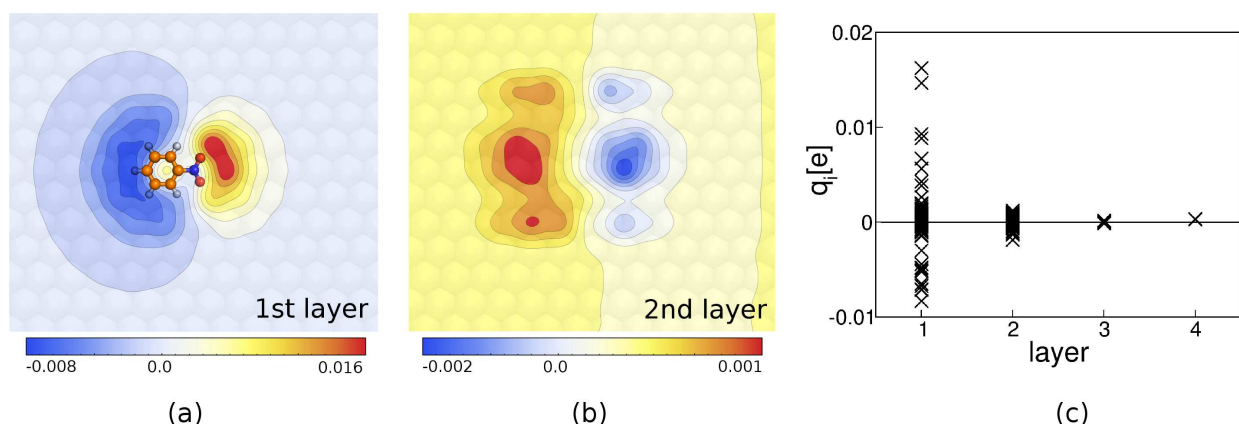 1st layer
-0.008 0.0 0.016
(a)
2nd layer
-0.002 0.0 0.001
(b)
0.02
0.01
0
-0.01
qi[e]
1 2 3 4
layer
(c)